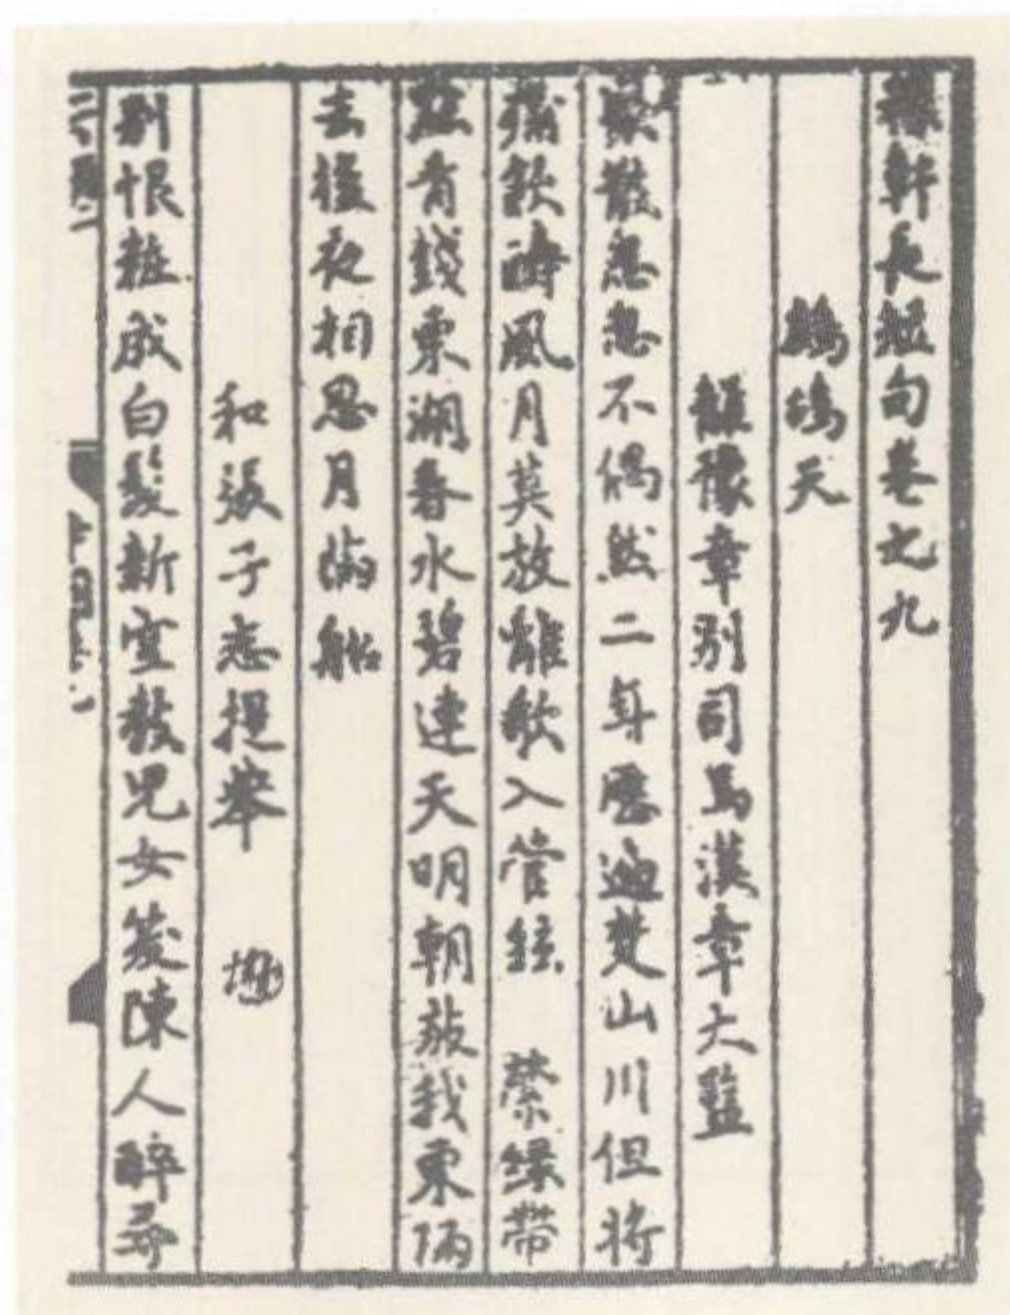 稼軒長短句卷之九
鷓鴣天
離豫章別司馬漢章大監
聚散怱怱不偶然二年歷遍楚山川但將
痛飲酬風月莫放離歌入管絃 縈緑帶
點青錢東湖春水碧連天明朝放我東歸
去後夜相思月滿船
和張子志提舉
別恨粧成白髮新空教兒女笑陳人醉尋